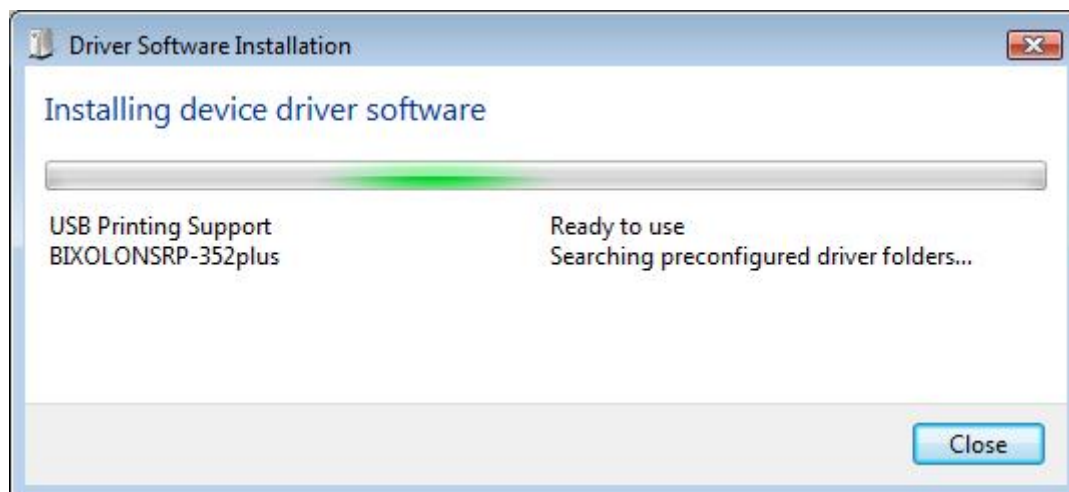 Driver Software Installation
Installing device driver software
USB Printing Support Ready to use
BIXOLONSRP-352plus Searching preconfigured driver folders...
Close